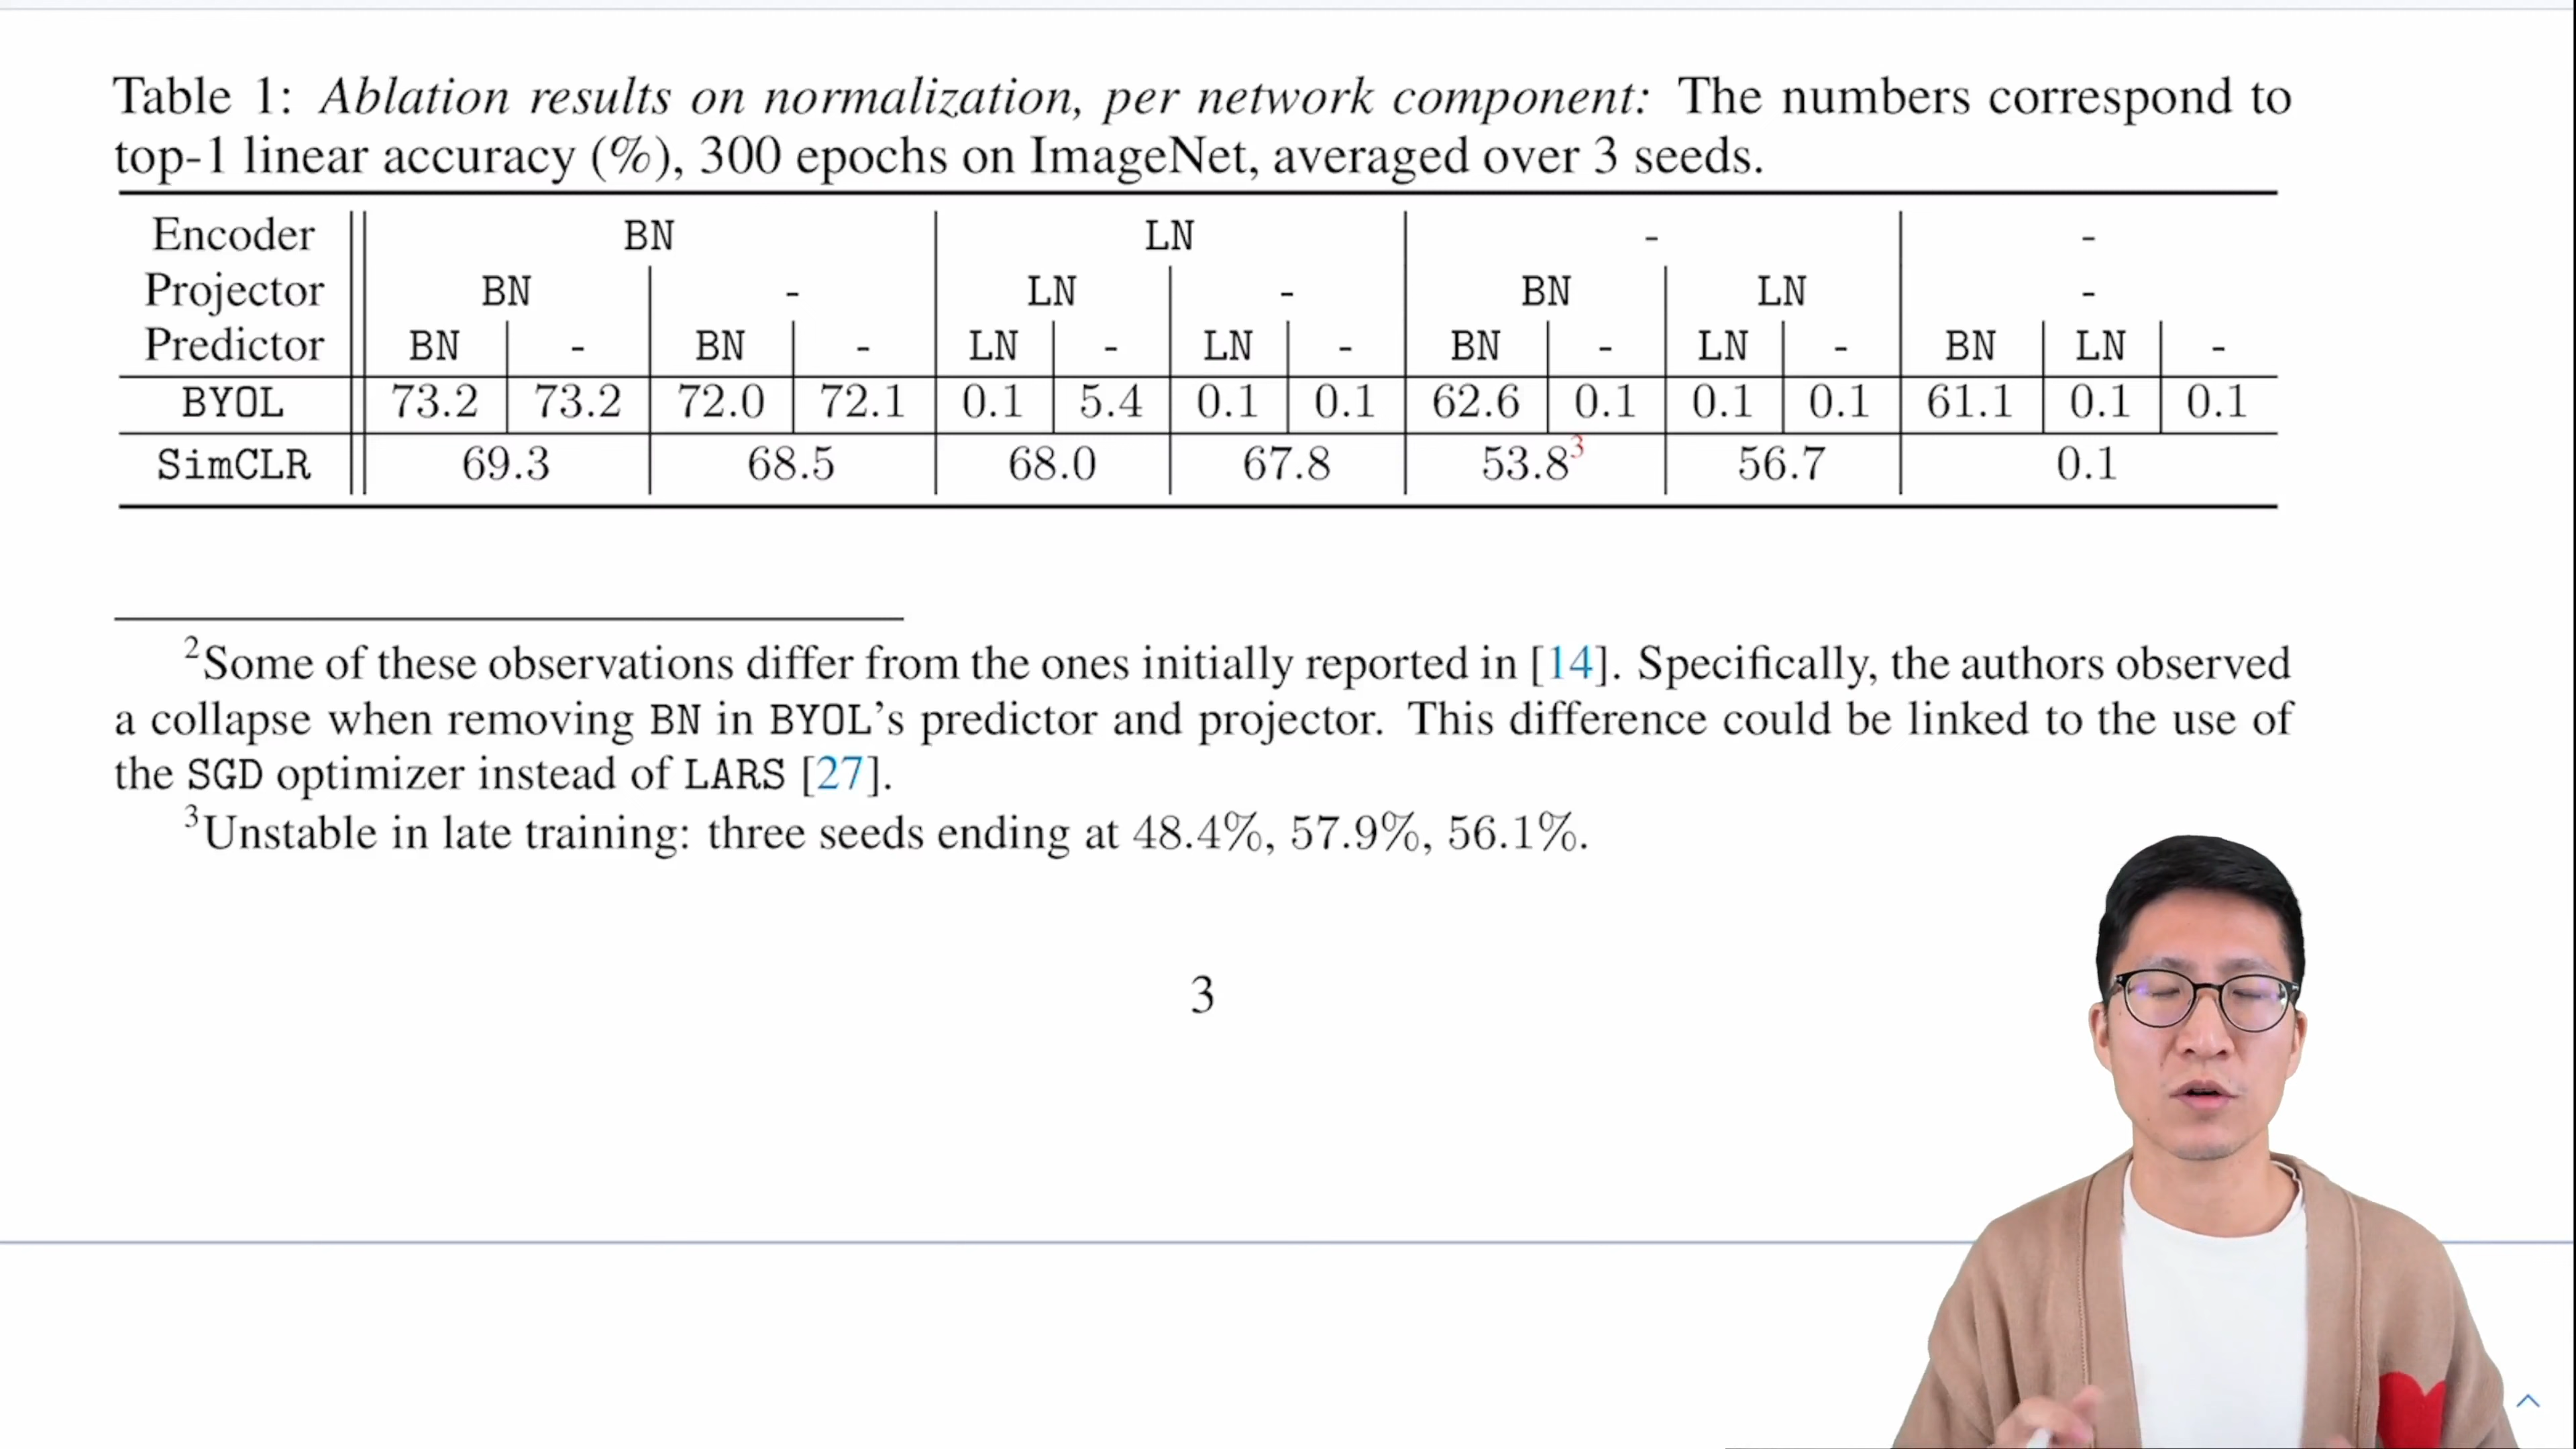 Table 1: Ablation results on normalization, per network component: The numbers correspond to
top-1 linear accuracy (%), 300 epochs on ImageNet, averaged over 3 seeds.
Encoder BN LN - -
Projector BN - LN - BN LN -
Predictor BN - BN - LN - LN - BN - LN - BN LN -
BYOL 73.2 73.2 72.0 72.1 0.1 5.4 0.1 0.1 62.6 0.1 0.1 0.1 61.1 0.1 0.1
SimCLR 69.3 68.5 68.0 67.8 53.8³ 56.7 0.1
²Some of these observations differ from the ones initially reported in [14]. Specifically, the authors observed
a collapse when removing BN in BYOL's predictor and projector. This difference could be linked to the use of
the SGD optimizer instead of LARS [27].
³Unstable in late training: three seeds ending at 48.4%, 57.9%, 56.1%.
3